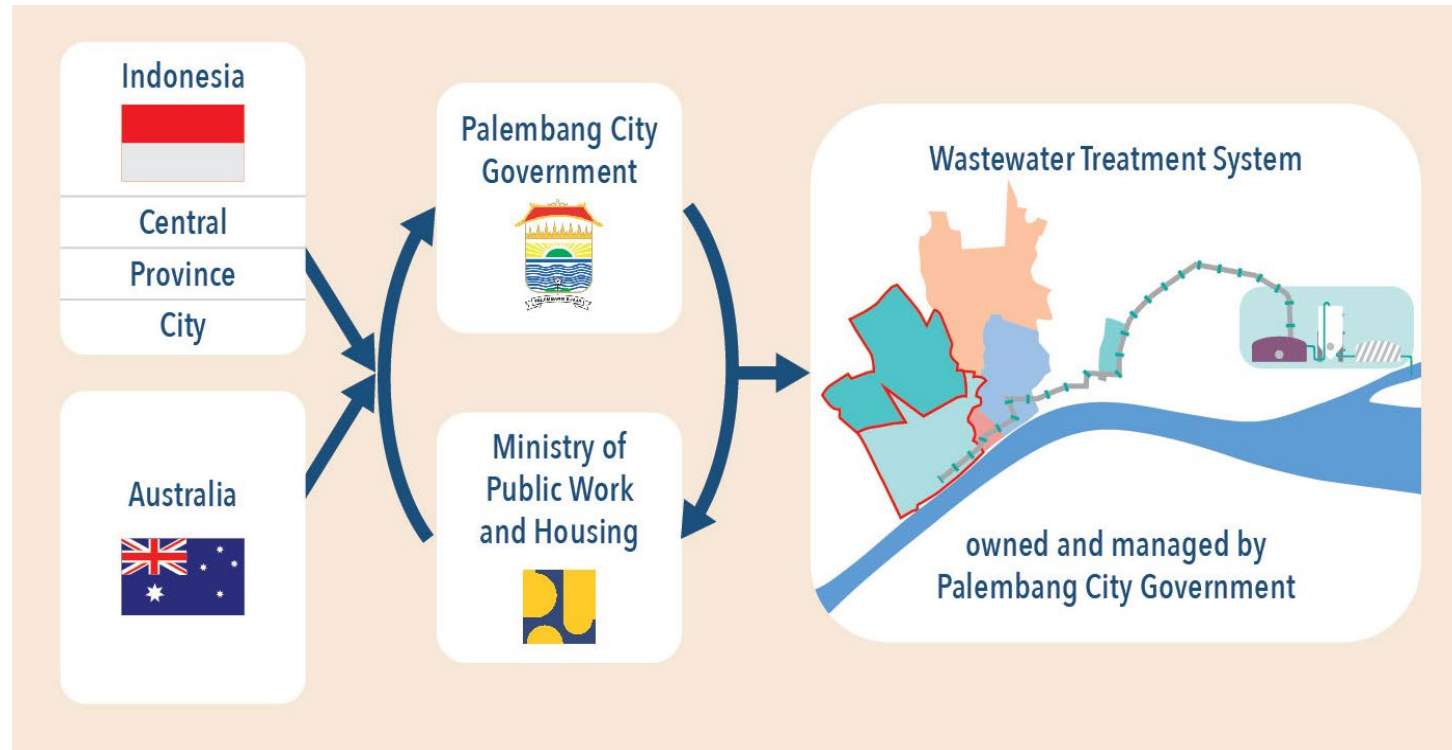 Indonesia
Central
Province
City
Australia
Palembang City
Government
Ministry of
Public Work
and Housing
Wastewater Treatment System
owned and managed by
Palembang City Government